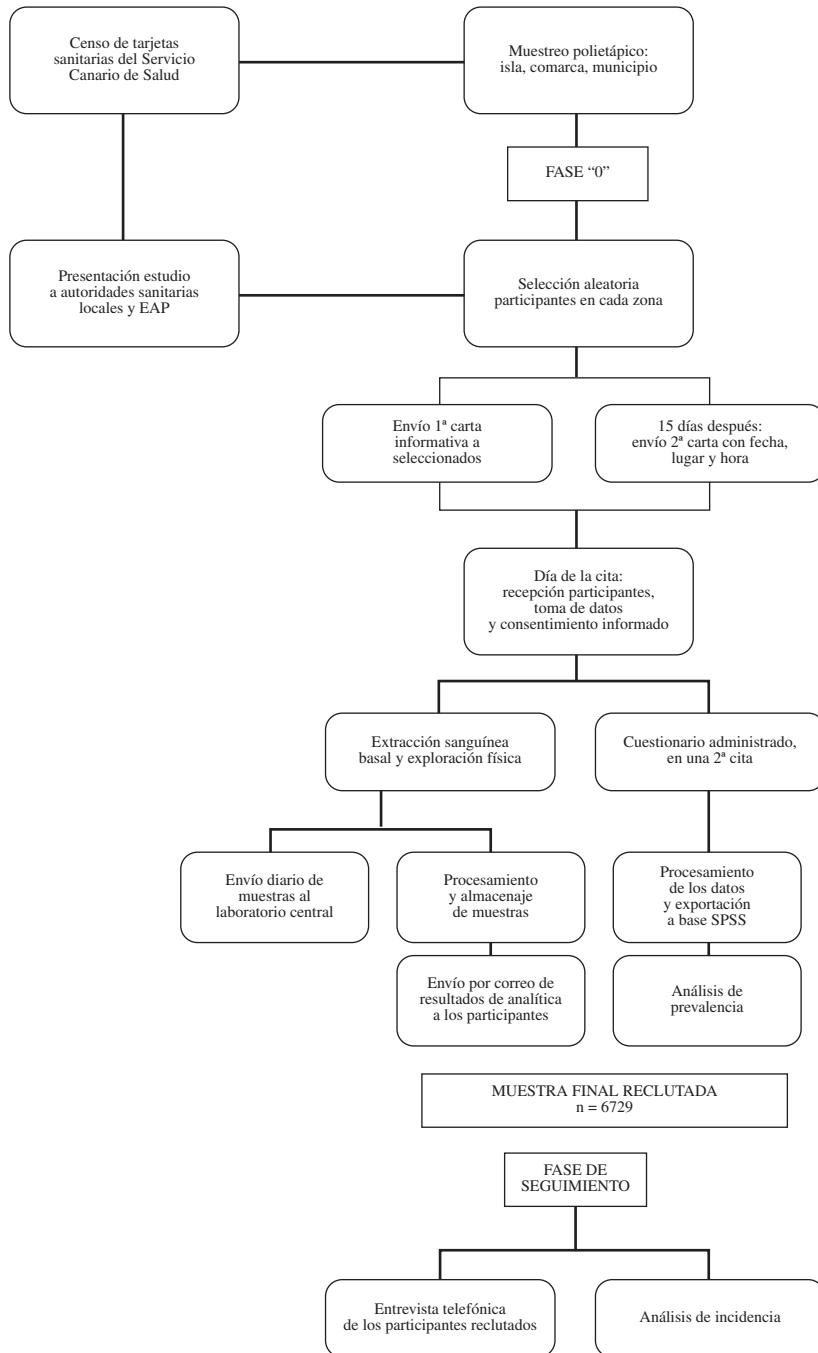 Censo de tarjetas
sanitarias del Servicio
Canario de Salud
Muestreo polietápico:
isla, comarca, municipio
FASE “0”
Presentación estudio
a autoridades sanitarias
locales y EAP
Selección aleatoria
participantes en cada zona
Envío 1ª carta
informativa a
seleccionados
15 días después:
envío 2ª carta con fecha,
lugar y hora
Día de la cita:
recepción participantes,
toma de datos
y consentimiento informado
Extracción sanguínea
basal y exploración física
Cuestionario administrado,
en una 2ª cita
Envío diario de
muestras al
laboratorio central
Procesamiento
y almacenaje
de muestras
Procesamiento
de los datos
y exportación
a base SPSS
Envío por correo de
resultados de analítica
a los participantes
Análisis de
prevalencia
MUESTRA FINAL RECLUTADA
n = 6729
FASE DE
SEGUIMIENTO
Entrevista telefónica
de los participantes reclutados
Análisis de incidencia